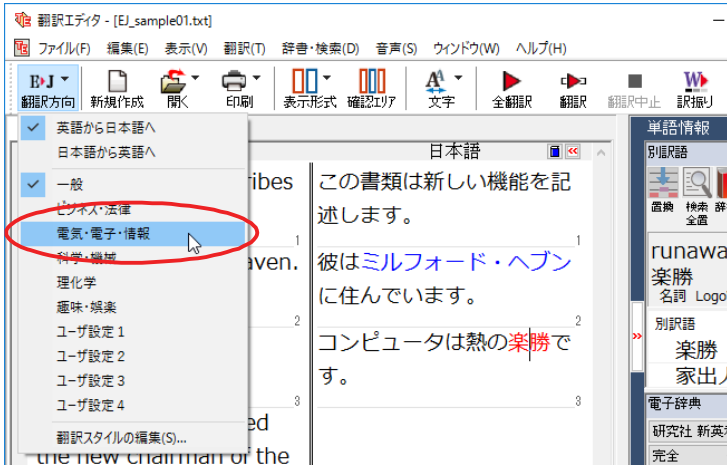 翻訳エディタ - [EJ_sample01.txt]
ファイル(F) 編集(E) 表示(V) 翻訳(T) 辞書・検索(D) 音声(S) ウィンドウ(W) ヘルプ(H)
E›J
翻訳方向 新規作成 開く 印刷 表示形式 確認エリア 文字 全翻訳 翻訳 翻訳中止 訳振り
英語から日本語へ
日本語から英語へ
一般
ビジネス・法律
電気・電子・情報
科学・機械
理化学
趣味・娯楽
ユーザ設定 1
ユーザ設定 2
ユーザ設定 3
ユーザ設定 4
翻訳スタイルの編集(S)...
ribes
1
aven.
2
3
ed
the new chairman of the
日本語
この書類は新しい機能を記
述します。
1
彼はミルフォード・ヘブン
に住んでいます。
2
コンピュータは熱の楽勝で
す。
3
単語情報
別訳語
置換 検索 辞
全置
runawa
楽勝
名詞 Logo
別訳語
楽勝
家出人
電子辞典
研究社 新英
完全